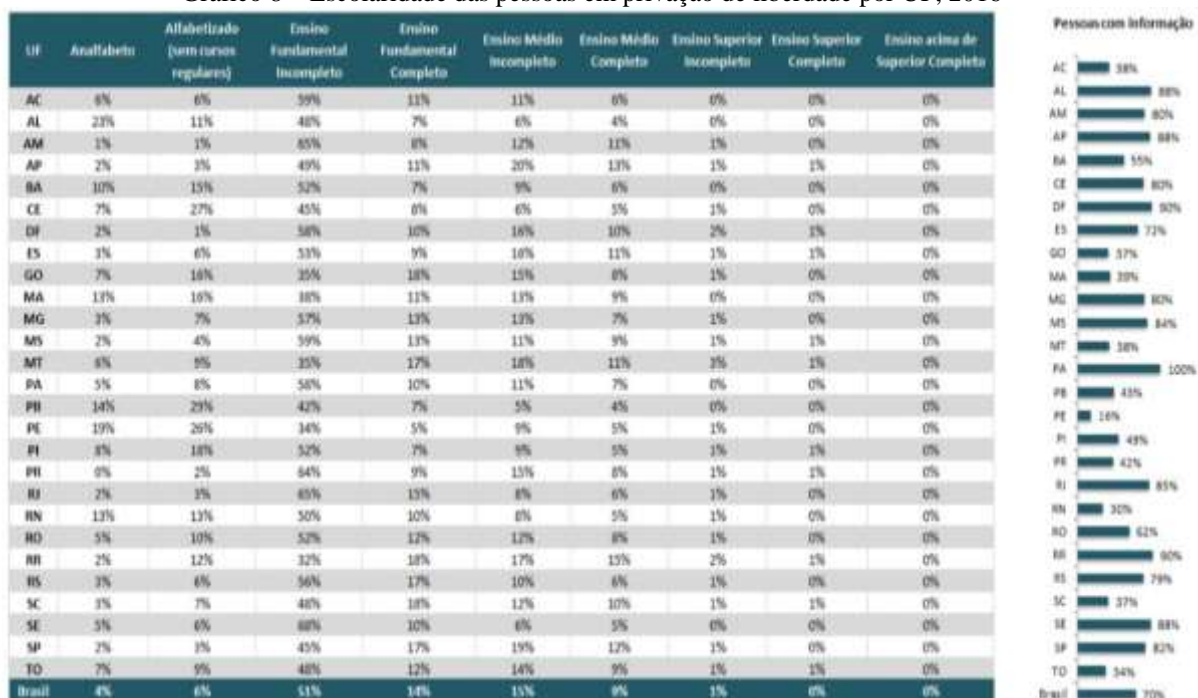 Gráfico 6 – Escolaridade das pessoas em privação de liberdade por UF, 2016
UF Analfabeto Alfabetizado (sem cursos regulares) Ensino Fundamental Incompleto Ensino Fundamental Completo Ensino Médio Incompleto Ensino Médio Completo Ensino Superior Incompleto Ensino Superior Completo Ensino acima de Superior Completo
AC 6% 6% 59% 11% 11% 6% 0% 0% 0%
AL 23% 11% 48% 7% 6% 4% 0% 0% 0%
AM 1% 1% 65% 8% 12% 11% 1% 0% 0%
AP 2% 3% 49% 11% 20% 13% 1% 1% 0%
BA 10% 15% 52% 7% 9% 6% 0% 0% 0%
CE 7% 27% 45% 8% 6% 5% 1% 0% 0%
DF 2% 1% 58% 10% 16% 10% 2% 1% 0%
ES 3% 6% 53% 9% 16% 11% 1% 1% 0%
GO 7% 16% 35% 18% 15% 8% 1% 0% 0%
MA 13% 16% 38% 11% 13% 9% 0% 0% 0%
MG 3% 7% 57% 13% 13% 7% 1% 0% 0%
MS 2% 4% 59% 13% 11% 9% 1% 1% 0%
MT 6% 9% 35% 17% 18% 11% 3% 1% 0%
PA 5% 8% 58% 10% 11% 7% 0% 0% 0%
PB 14% 29% 42% 7% 5% 4% 0% 0% 0%
PE 19% 26% 34% 5% 9% 5% 1% 0% 0%
PI 8% 18% 52% 7% 9% 5% 1% 1% 0%
PR 0% 2% 64% 9% 15% 8% 1% 1% 0%
RJ 2% 3% 65% 15% 8% 6% 1% 0% 0%
RN 13% 13% 50% 10% 8% 5% 1% 0% 0%
RO 5% 10% 52% 12% 12% 8% 1% 0% 0%
RR 2% 12% 32% 18% 17% 15% 2% 1% 0%
RS 3% 6% 56% 17% 10% 6% 1% 0% 0%
SC 3% 7% 48% 18% 12% 10% 1% 1% 0%
SE 5% 6% 68% 10% 6% 5% 0% 0% 0%
SP 2% 3% 45% 17% 19% 12% 1% 0% 0%
TO 7% 9% 48% 12% 14% 9% 1% 1% 0%
Brasil 4% 6% 51% 14% 15% 9% 1% 0% 0%
Pessoas com informação
AC 38%
AL 88%
AM 80%
AP 88%
BA 55%
CE 80%
DF 90%
ES 72%
GO 37%
MA 39%
MG 80%
MS 84%
MT 38%
PA 100%
PB 43%
PE 16%
PI 49%
PR 42%
RJ 85%
RN 30%
RO 62%
RR 90%
RS 79%
SC 37%
SE 88%
SP 82%
TO 34%
Brasil 70%